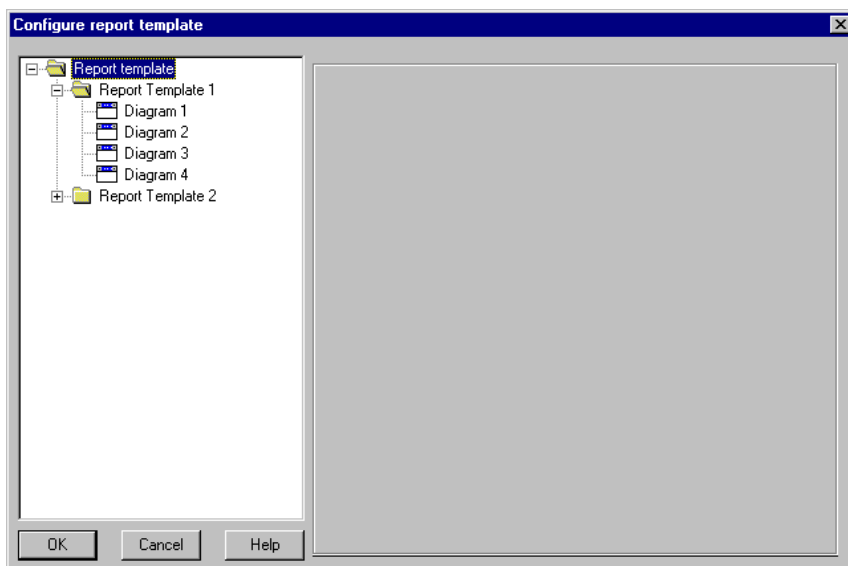 Configure report template
Report template
Report Template 1
Diagram 1
Diagram 2
Diagram 3
Diagram 4
Report Template 2
OK Cancel Help